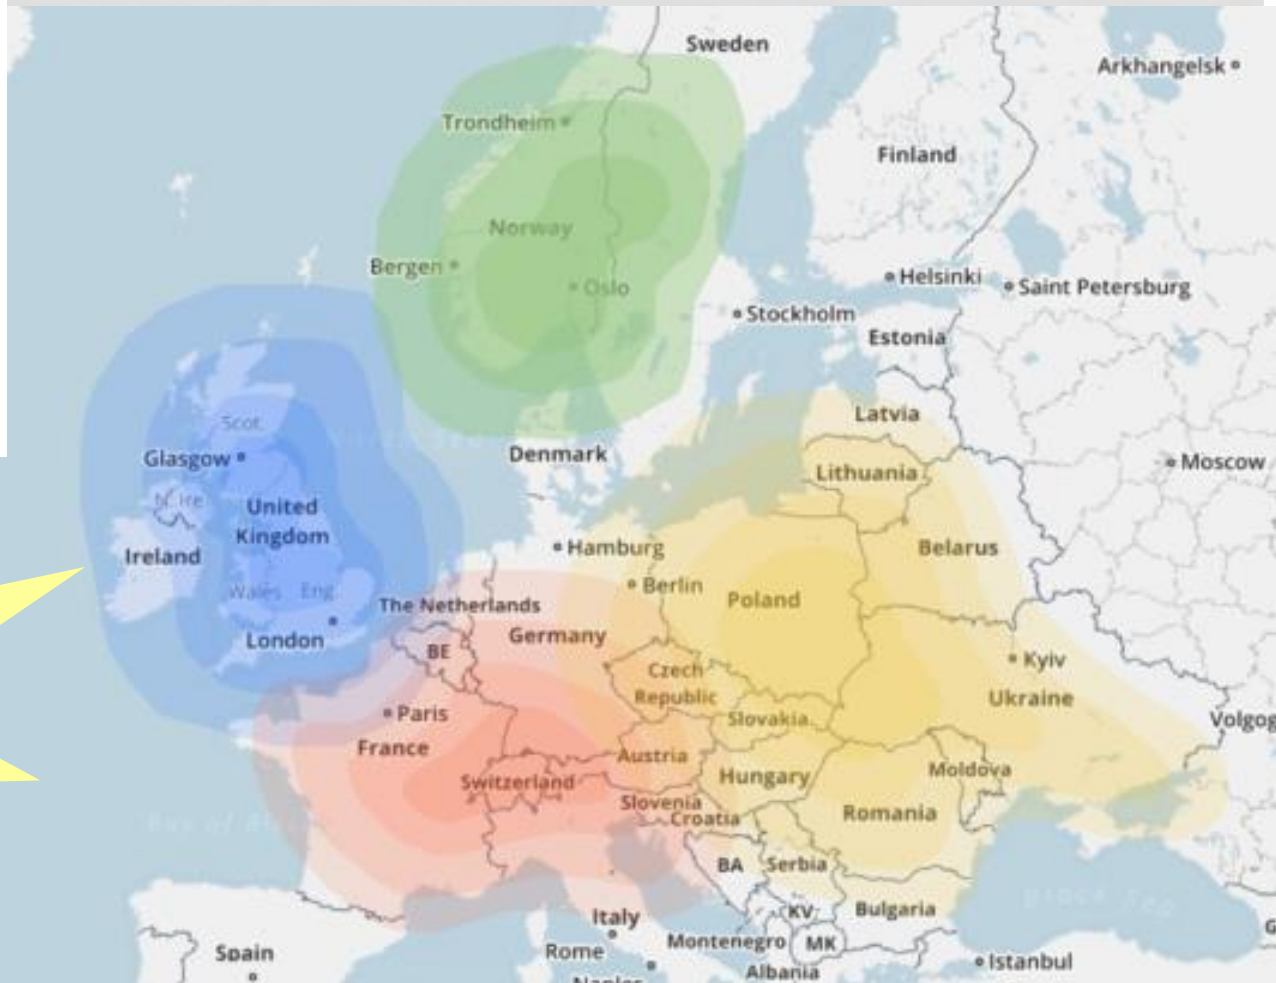 Sweden
Arkhangelsk
Trondheim
Finland
Norway
Bergen
Helsinki
Oslo
Saint Petersburg
Stockholm
Estonia
Latvia
Scot.
Denmark
Glasgow
Moscow
Lithuania
N. Ire
United
Kingdom
Hamburg
Belarus
Ireland
Berlin
Wales
Eng.
The Netherlands
Poland
London
Germany
BE
Kyiv
Czech
Republic
Ukraine
Paris
Slovakia
Volgog
France
Austria
Switzerland
Hungary
Moldova
Slovenia
Croatia
Romania
BA
Serbia
KV
Bulgaria
Italy
Montenegro
MK
Spain
Rome
Istanbul
Albania
Black Sea